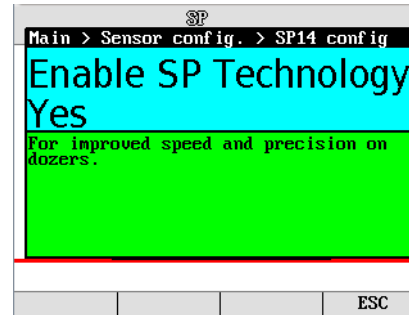 SP
Main > Sensor config. > SP14 config
Enable SP Technology
Yes
For improved speed and precision on
dozers.
ESC